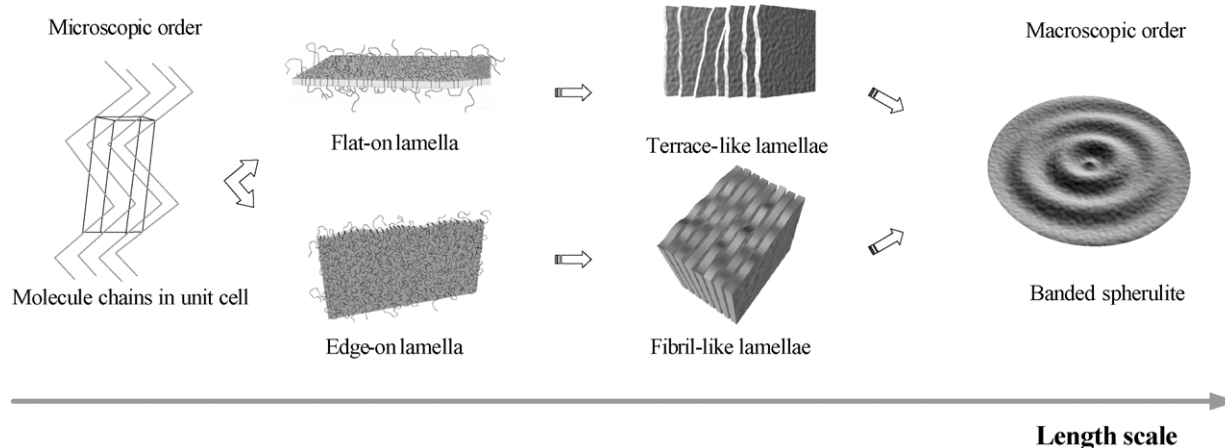 Microscopic order
Macroscopic order
Flat-on lamella
Terrace-like lamellae
Molecule chains in unit cell
Banded spherulite
Edge-on lamella
Fibril-like lamellae
Length scale